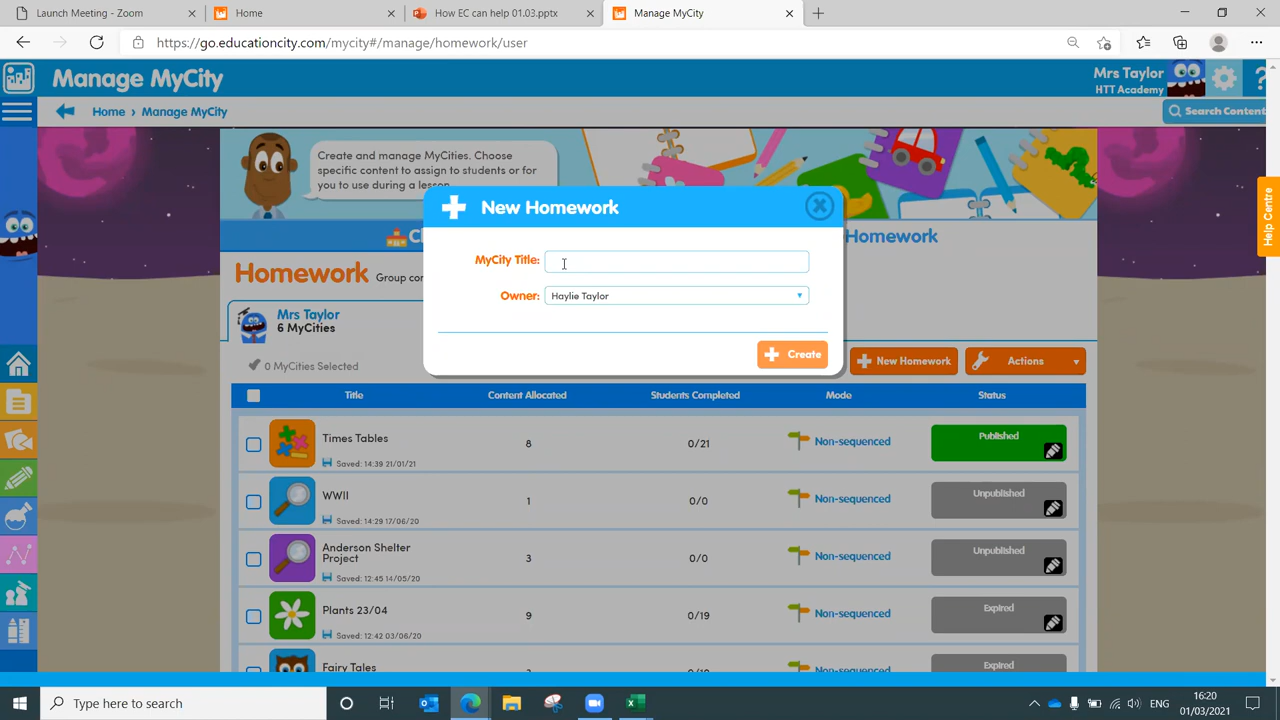 Launch Meeting - Zoom
Home
How EC can help 01.03.pptx
Manage MyCity
https://go.educationcity.com/mycity#/manage/homework/user
Manage MyCity
Mrs Taylor
HTT Academy
?
Home › Manage MyCity
Search Content
Create and manage MyCities. Choose
specific content to assign to students or for
you to use during a lesson.
New Homework
Homework
MyCity Title:
Owner: Haylie Taylor
Create
Homework
Mrs Taylor
6 MyCities
0 MyCities Selected
New Homework
Actions
Title Content Allocated Students Completed Mode Status
Times Tables 8 0/21 Non-sequenced Published
Saved: 14:39 21/01/21
WWII 1 0/0 Non-sequenced Unpublished
Saved: 14:29 17/06/20
Anderson Shelter
Project 3 0/0 Non-sequenced Unpublished
Saved: 12:45 14/05/20
Plants 23/04 9 0/19 Non-sequenced Expired
Saved: 12:42 03/06/20
Fairy Tales Non-sequenced Expired
Help Centre
Type here to search
ENG
16:20
01/03/2021